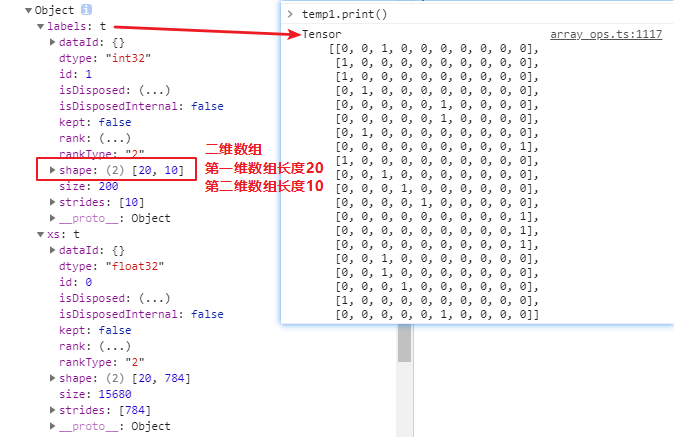 Object i
labels: t
dataId: {}
dtype: "int32"
id: 1
isDisposed: (...)
isDisposedInternal: false
kept: false
rank: (...)
rankType: "2"
shape: (2) [20, 10]
size: 200
strides: [10]
__proto__: Object
xs: t
dataId: {}
dtype: "float32"
id: 0
isDisposed: (...)
isDisposedInternal: false
kept: false
rank: (...)
rankType: "2"
shape: (2) [20, 784]
size: 15680
strides: [784]
__proto__: Object
二维数组
第一维数组长度20
第二维数组长度10
> temp1.print()
Tensor array_ops.ts:1117
[[0, 0, 1, 0, 0, 0, 0, 0, 0, 0],
[1, 0, 0, 0, 0, 0, 0, 0, 0, 0],
[1, 0, 0, 0, 0, 0, 0, 0, 0, 0],
[0, 1, 0, 0, 0, 0, 0, 0, 0, 0],
[0, 0, 0, 0, 0, 1, 0, 0, 0, 0],
[0, 0, 0, 0, 0, 1, 0, 0, 0, 0],
[0, 1, 0, 0, 0, 0, 0, 0, 0, 0],
[0, 0, 0, 0, 0, 0, 0, 0, 0, 1],
[1, 0, 0, 0, 0, 0, 0, 0, 0, 0],
[0, 0, 1, 0, 0, 0, 0, 0, 0, 0],
[0, 0, 0, 1, 0, 0, 0, 0, 0, 0],
[0, 0, 0, 0, 1, 0, 0, 0, 0, 0],
[0, 0, 0, 0, 0, 0, 0, 0, 0, 1],
[0, 0, 0, 0, 0, 0, 0, 0, 0, 1],
[0, 0, 0, 0, 0, 0, 0, 0, 0, 1],
[0, 0, 1, 0, 0, 0, 0, 0, 0, 0],
[0, 0, 1, 0, 0, 0, 0, 0, 0, 0],
[0, 0, 0, 1, 0, 0, 0, 0, 0, 0],
[1, 0, 0, 0, 0, 0, 0, 0, 0, 0],
[0, 0, 0, 0, 0, 1, 0, 0, 0, 0]]